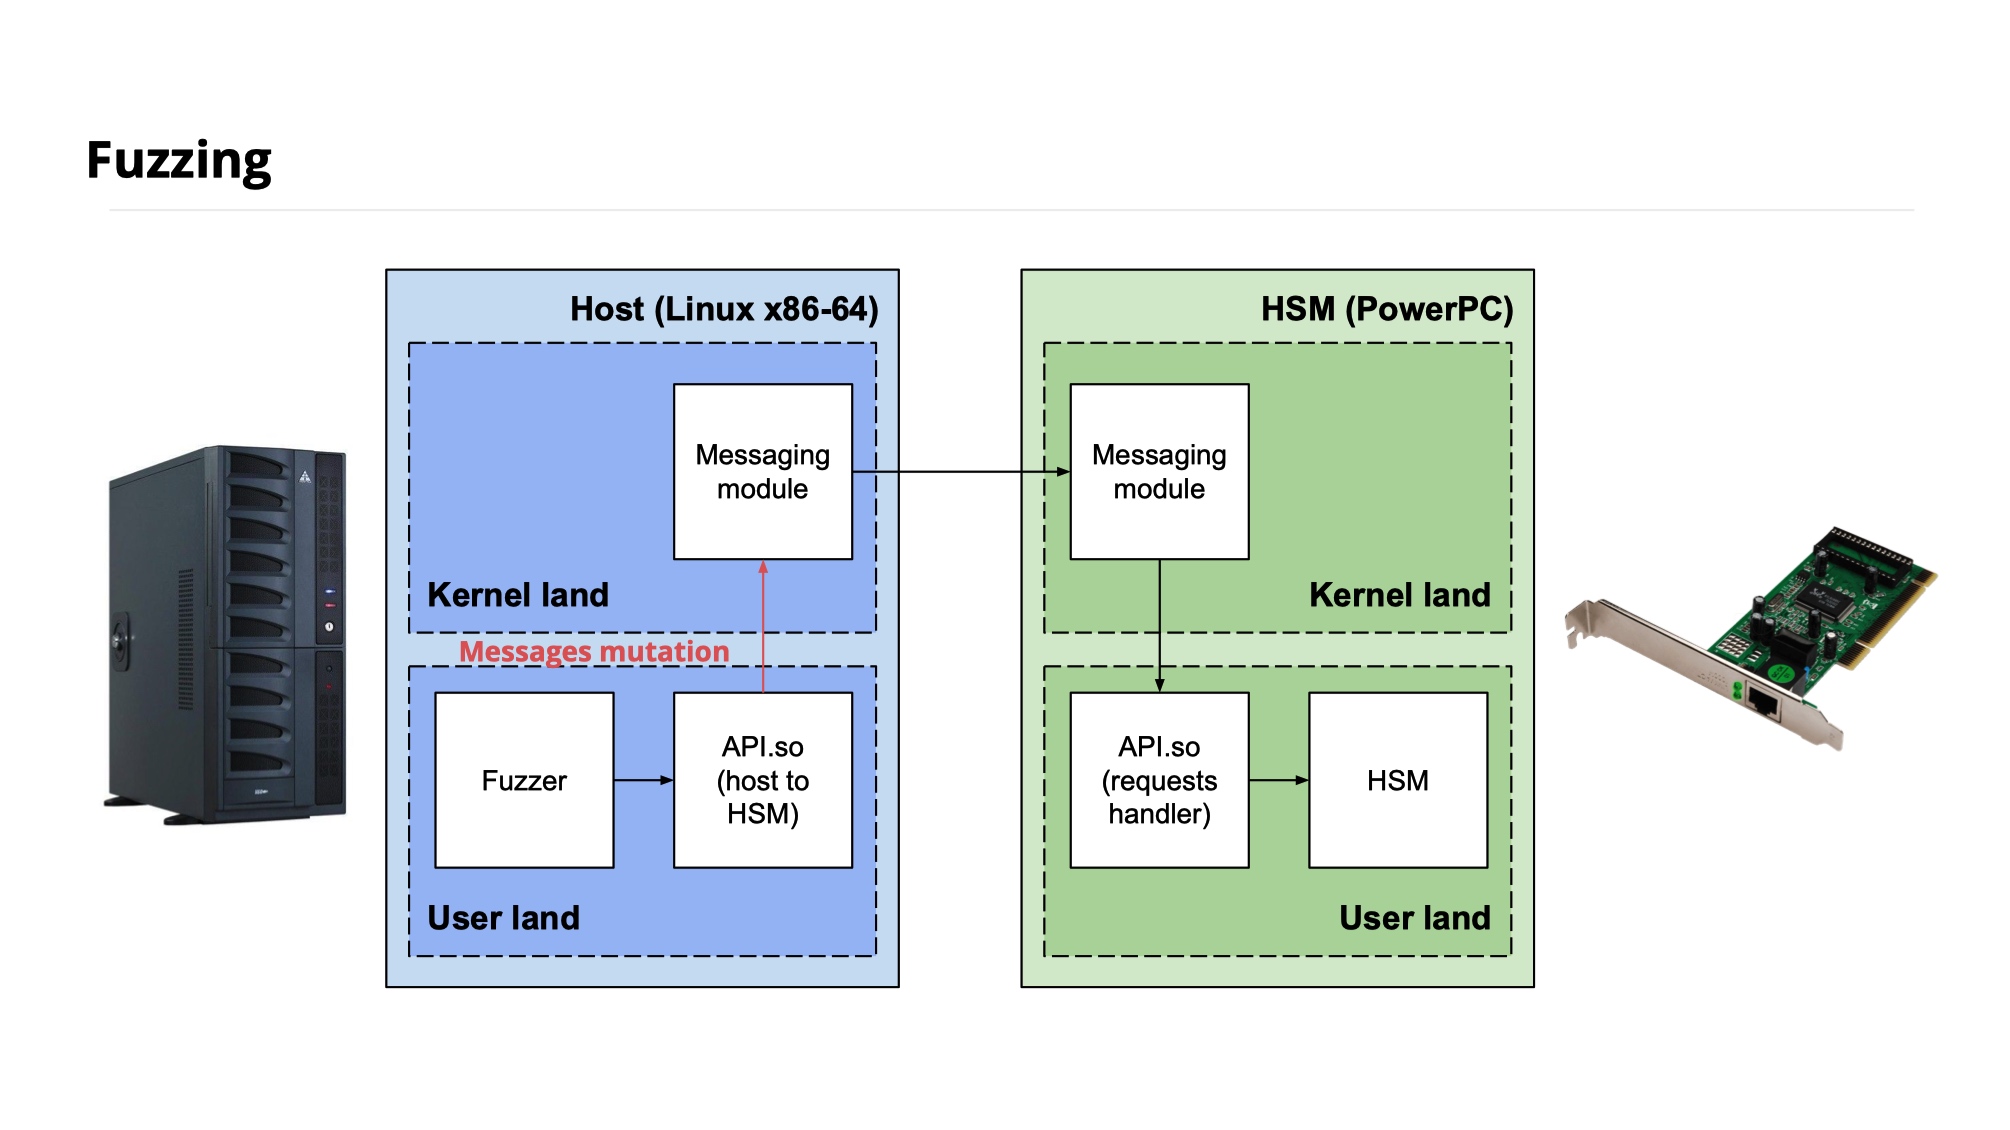 Fuzzing
Host (Linux x86-64)
Messaging
module
Kernel land
Messages mutation
Fuzzer
API.so
(host to
HSM)
User land
HSM (PowerPC)
Messaging
module
Kernel land
API.so
(requests
handler)
HSM
User land